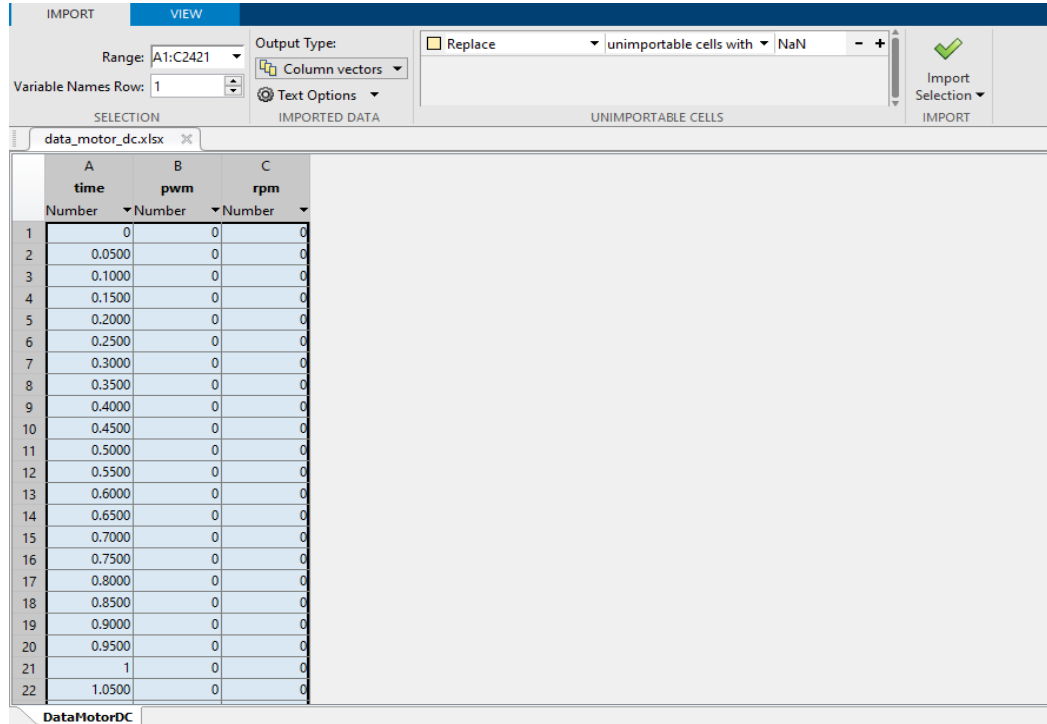 IMPORT VIEW
Range: A1:C2421
Variable Names Row: 1
SELECTION
Output Type:
Column vectors
Text Options
IMPORTED DATA
Replace unimportable cells with NaN - +
UNIMPORTABLE CELLS
Import
Selection
IMPORT
data_motor_dc.xlsx
A B C
time pwm rpm
Number Number Number
1 0 0 0
2 0.0500 0 0
3 0.1000 0 0
4 0.1500 0 0
5 0.2000 0 0
6 0.2500 0 0
7 0.3000 0 0
8 0.3500 0 0
9 0.4000 0 0
10 0.4500 0 0
11 0.5000 0 0
12 0.5500 0 0
13 0.6000 0 0
14 0.6500 0 0
15 0.7000 0 0
16 0.7500 0 0
17 0.8000 0 0
18 0.8500 0 0
19 0.9000 0 0
20 0.9500 0 0
21 1 0 0
22 1.0500 0 0
DataMotorDC